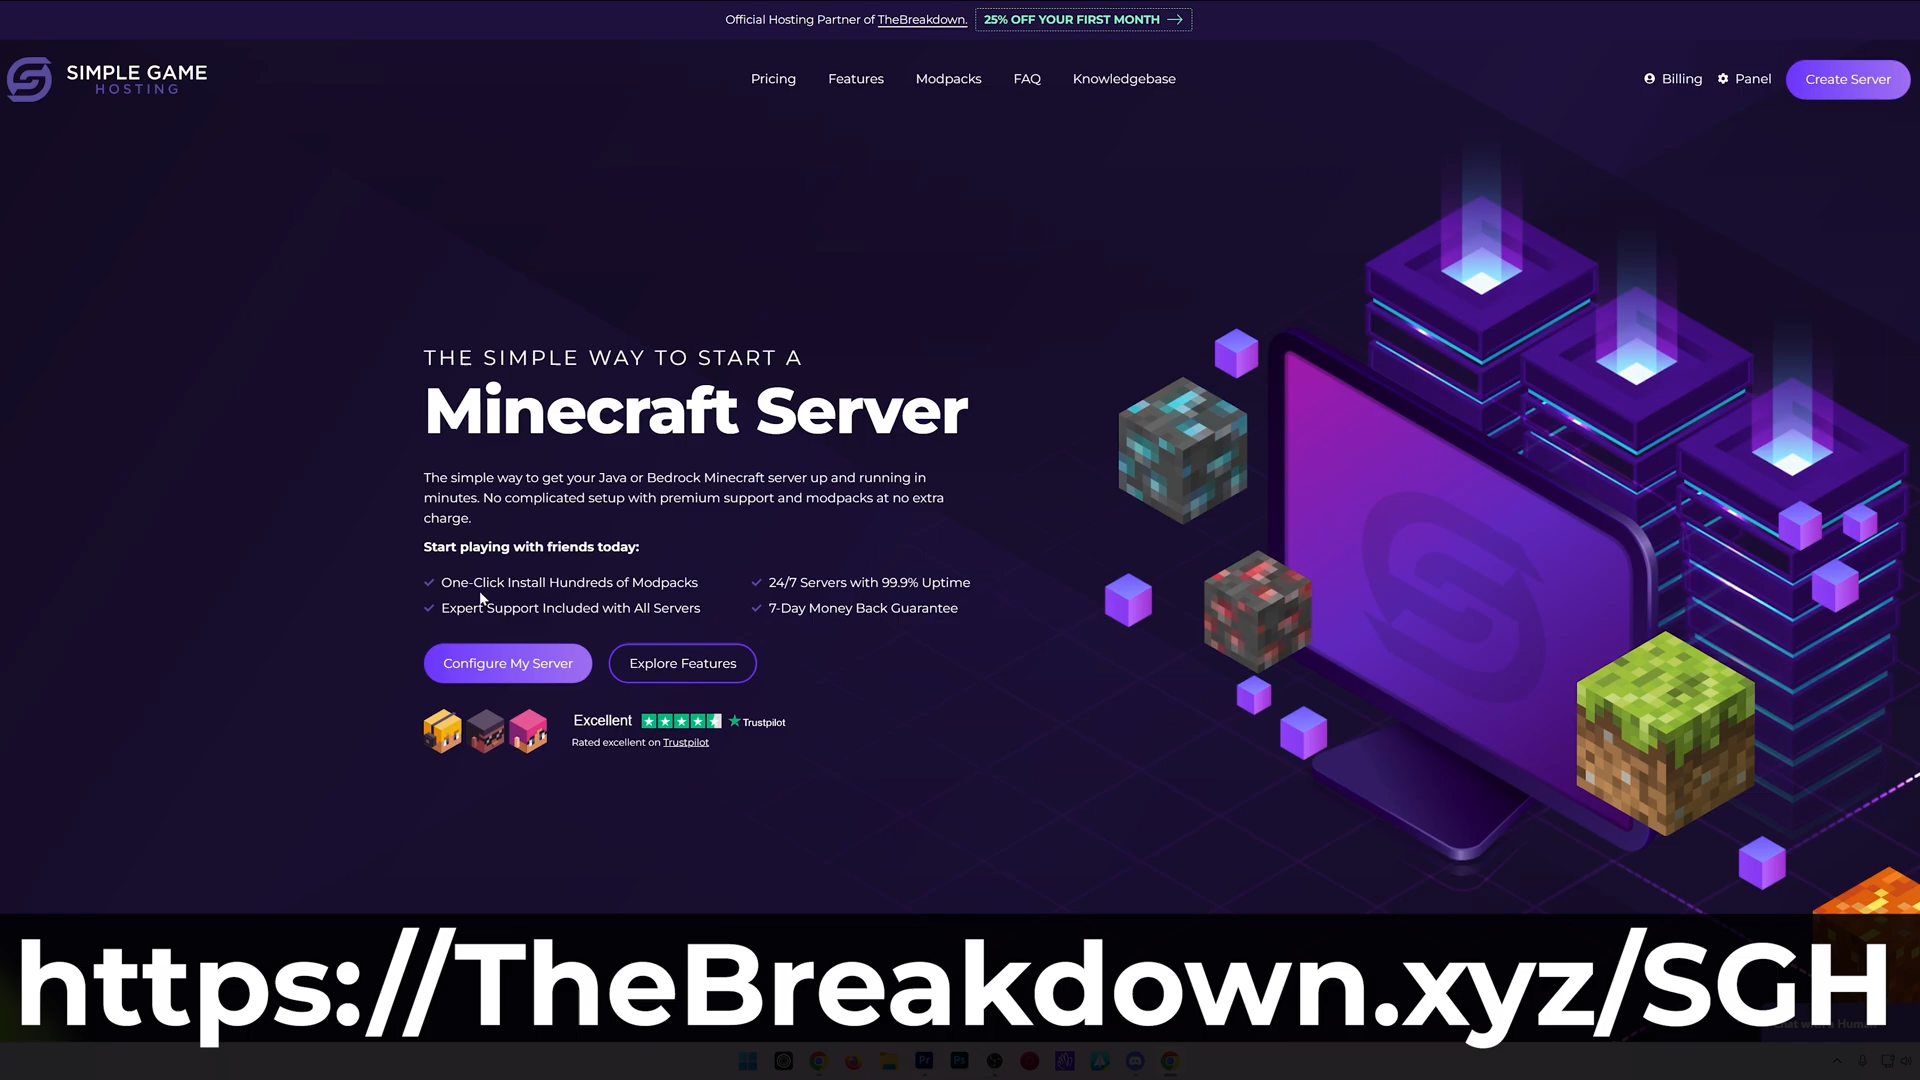 Official Hosting Partner of TheBreakdown. 25% OFF YOUR FIRST MONTH →
SIMPLE GAME
HOSTING
Pricing Features Modpacks FAQ Knowledgebase
Billing Panel Create Server
THE SIMPLE WAY TO START A
Minecraft Server
The simple way to get your Java or Bedrock Minecraft server up and running in
minutes. No complicated setup with premium support and modpacks at no extra
charge.
Start playing with friends today:
One-Click Install Hundreds of Modpacks
24/7 Servers with 99.9% Uptime
Expert Support Included with All Servers
7-Day Money Back Guarantee
Configure My Server Explore Features
Excellent Trustpilot
Rated excellent on Trustpilot
https://TheBreakdown.xyz/SGH
Pr Ps